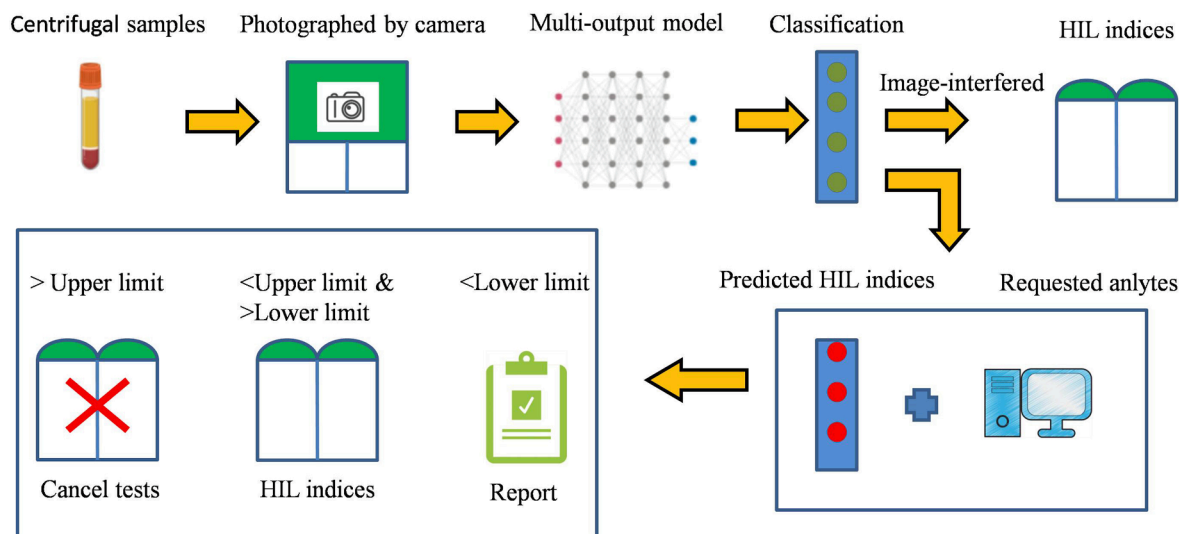 Centrifugal samples
Photographed by camera
Multi-output model
Classification
HIL indices
Image-interfered
Predicted HIL indices
Requested anlytes
> Upper limit
<Upper limit &
>Lower limit
<Lower limit
Cancel tests
HIL indices
Report